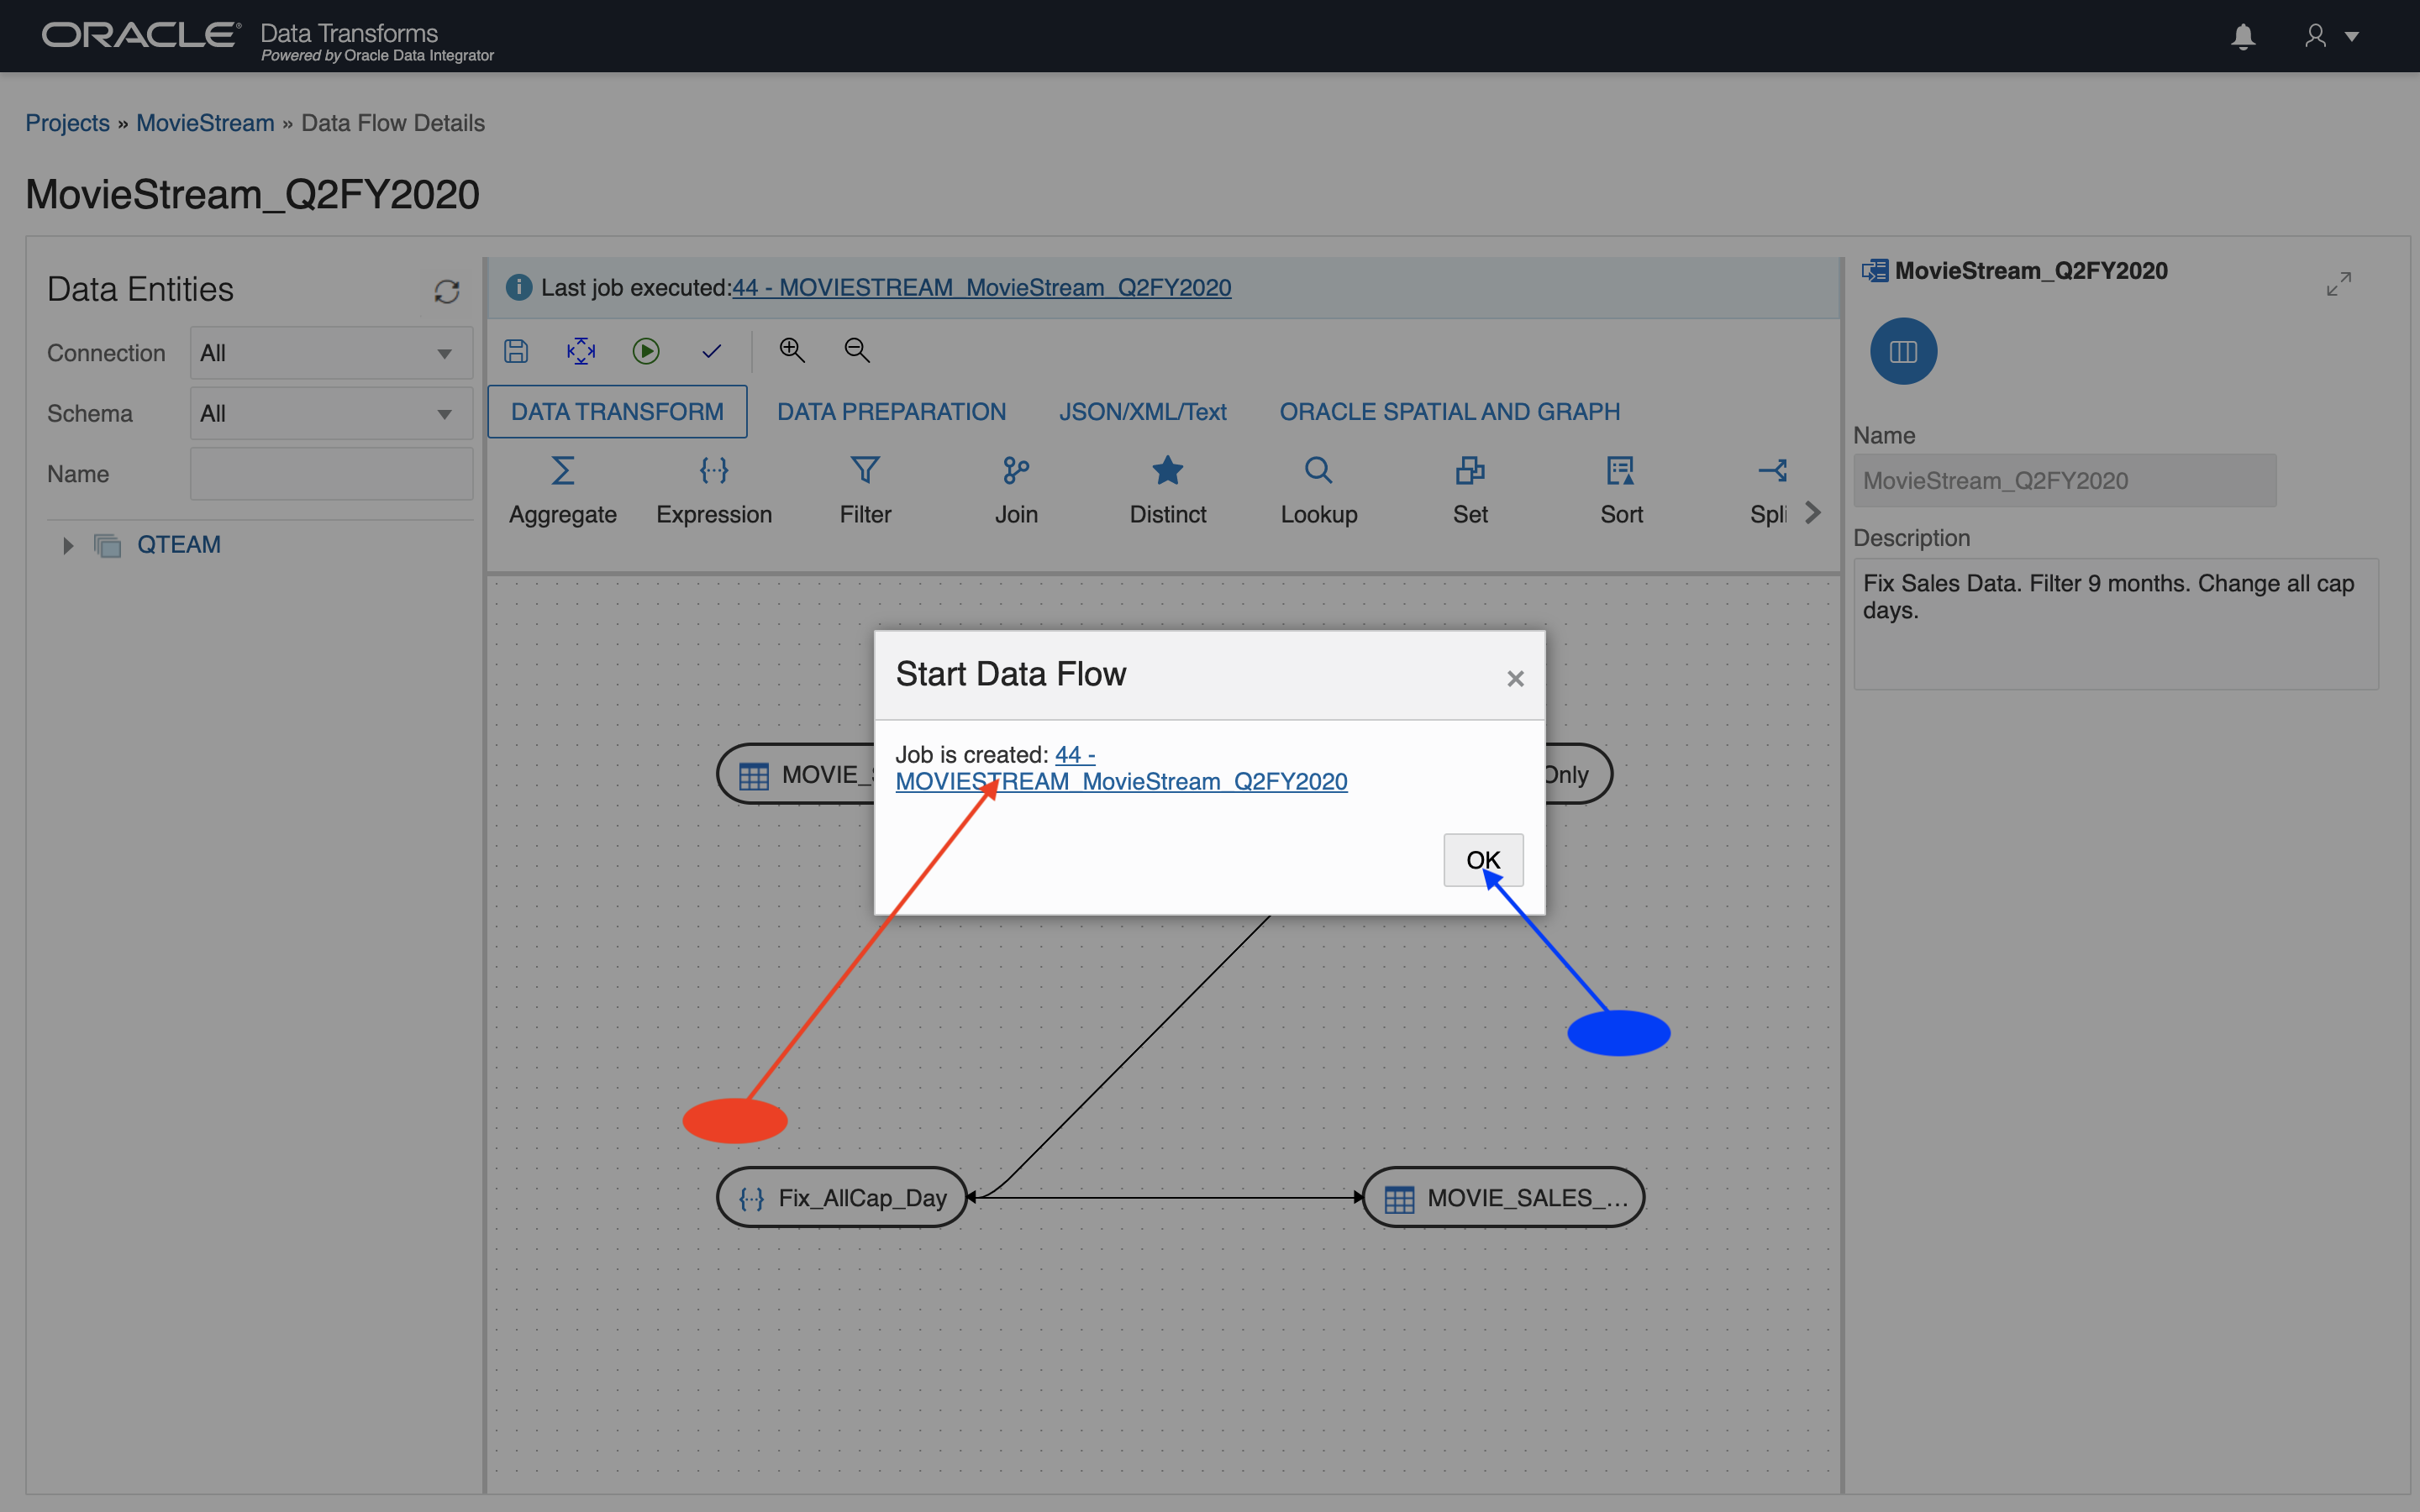 ORACLE Data Transforms
Powered by Oracle Data Integrator
Projects » MovieStream » Data Flow Details
MovieStream_Q2FY2020
Data Entities
Connection All
Schema All
Name
QTEAM
Last job executed:44 - MOVIESTREAM_MovieStream_Q2FY2020
DATA TRANSFORM DATA PREPARATION JSON/XML/Text ORACLE SPATIAL AND GRAPH
Aggregate Expression Filter Join Distinct Lookup Set Sort Spli
Start Data Flow
Job is created: 44 -
MOVIESTREAM_MovieStream_Q2FY2020
OK
MOVIE_S
Only
Fix_AllCap_Day
MOVIE_SALES_...
MovieStream_Q2FY2020
Name
MovieStream_Q2FY2020
Description
Fix Sales Data. Filter 9 months. Change all cap
days.